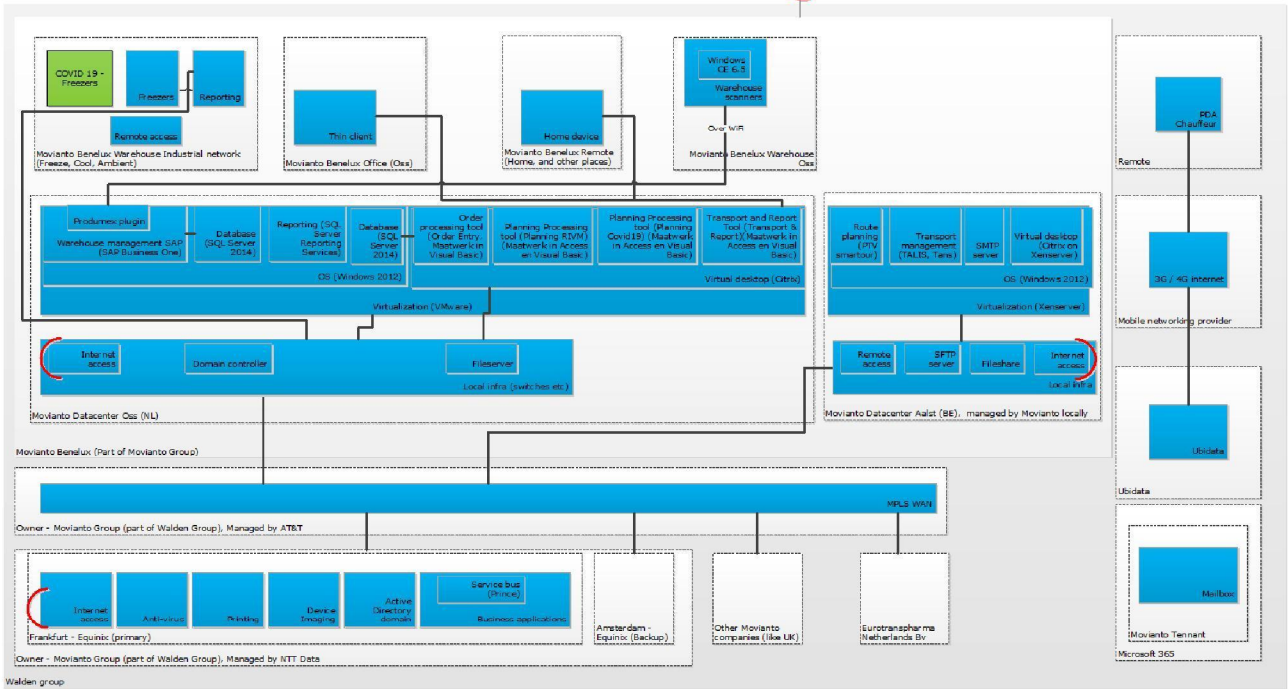 COVID 19 -
Freezers
Freezers
Reporting
Remote access
Movianto Benelux Warehouse Industrial network
(Freeze, Cool, Ambient)
Thin client
Movianto Benelux Office (Oss)
Home device
Movianto Benelux Remote
(Home, and other places)
Windows
CE 6.5
Warehouse
scanners
Over WiFi
Movianto Benelux Warehouse
Oss
PDA
Chauffeur
Remote
Produmex plugin
Warehouse management SAP
(SAP Business One)
Database
(SQL Server
2014)
Reporting (SQL
Server
Reporting
Services)
Database
(SQL
Server
2014)
OS (Windows 2012)
Order
processing tool
(Order Entry,
Maatwerk in
Visual Basic)
Planning Processing
tool (Planning RIVM)
(Maatwerk in Access
en Visual Basic)
Planning Processing
tool (Planning
Covid19) (Maatwerk
in Access en Visual
Basic)
Transport and Report
Tool (Transport &
Report)(Maatwerk in
Access en Visual
Basic)
Virtual desktop (Citrix)
Virtualization (VMware)
Internet
access
Domain controller
Fileserver
Local infra (switches etc)
Movianto Datacenter Oss (NL)
Route
planning (PTV
smartour)
Transport
management
(TALIS, Tans)
SMTP
server
Virtual desktop
(Citrix on
Xenserver)
OS (Windows 2012)
Virtualization (Xenserver)
Remote
access
SFTP
server
Fileshare
Internet
access
Local infra
Movianto Datacenter Aalst (BE), managed by Movianto locally
3G / 4G internet
Mobile networking provider
Movianto Benelux (Part of Movianto Group)
Ubidata
Ubidata
MPLS WAN
Owner - Movianto Group (part of Walden Group), Managed by AT&T
Internet
access
Anti-virus
Printing
Device
Imaging
Active
Directory
domain
Service bus
(Prince)
Business applications
Frankfurt - Equinix (primary)
Amsterdam -
Equinix (Backup)
Other Movianto
companies (like UK)
Eurotranspharma
Netherlands Bv
Owner - Movianto Group (part of Walden Group), Managed by NTT Data
Mailbox
Movianto Tennant
Microsoft 365
Walden group